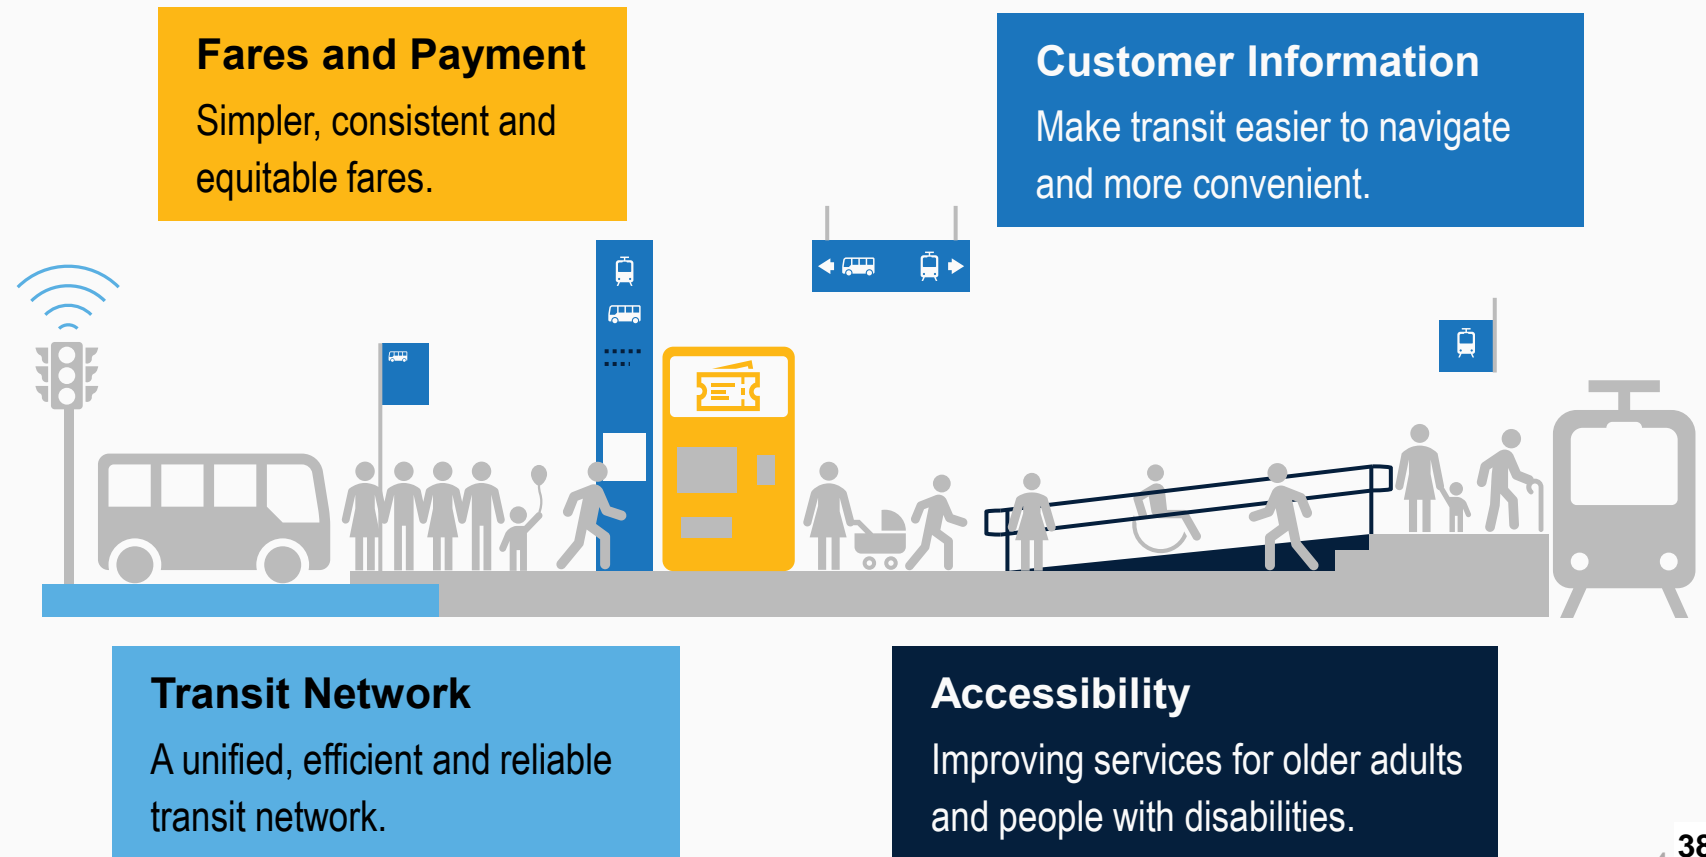 Fares and Payment
Simpler, consistent and
equitable fares.
Customer Information
Make transit easier to navigate
and more convenient.
Transit Network
A unified, efficient and reliable
transit network.
Accessibility
Improving services for older adults
and people with disabilities.
38